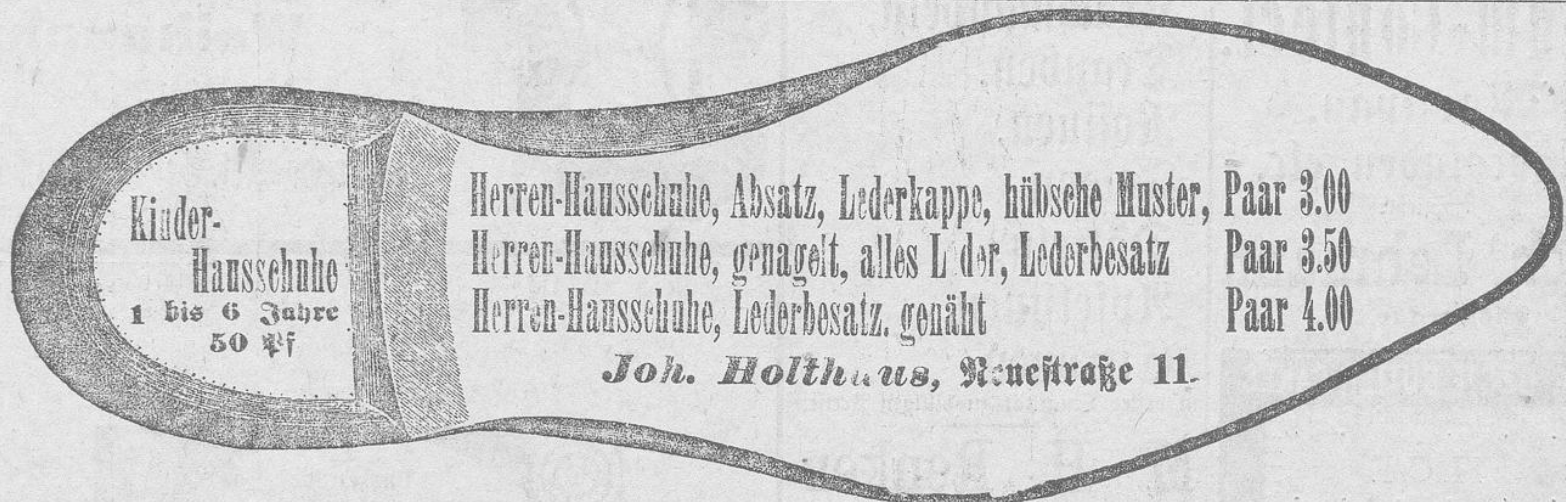 Kinder-
Hausschuhe
1 bis 6 Jahre
50 Pf
Herren-Hausschuhe, Absatz, Lederkappe, hübsche Muster, Paar 3.00
Herren-Hausschuhe, genagelt, alles Leder, Lederbesatz Paar 3.50
Herren-Hausschuhe, Lederbesatz. genäht Paar 4.00
Joh. Holthaus, Neuestraße 11.